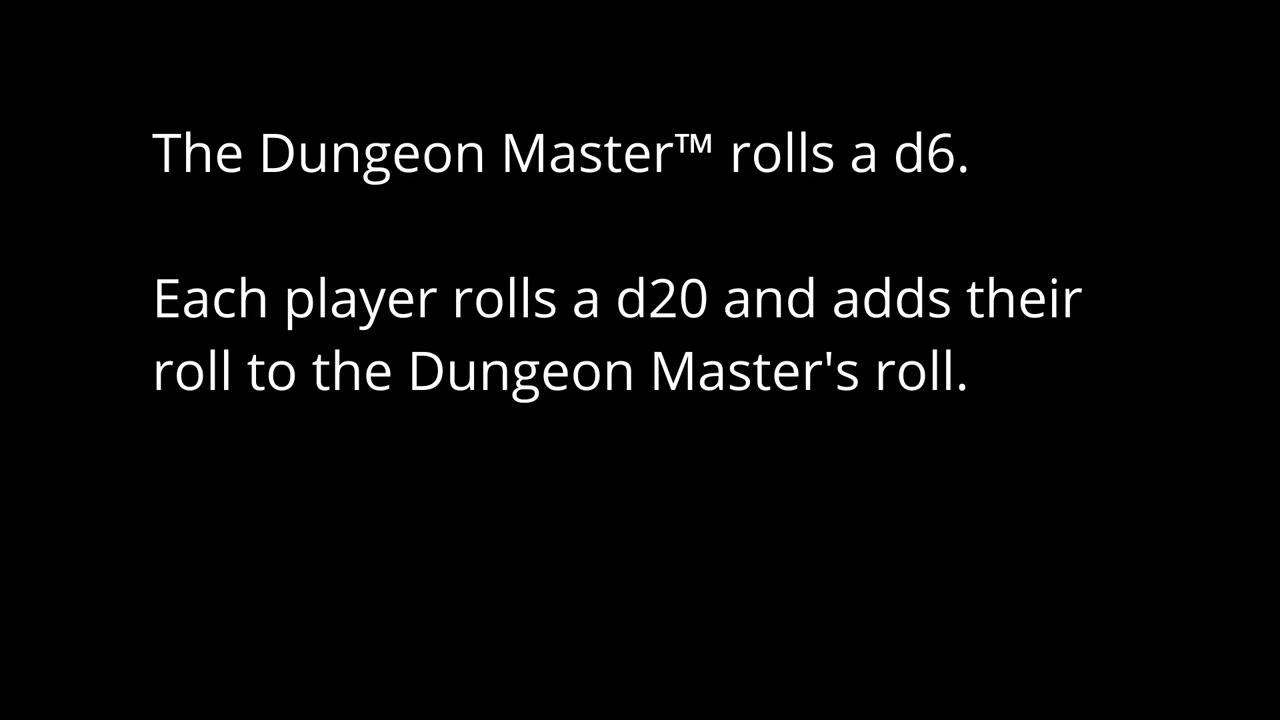 The Dungeon Master™ rolls a d6.
Each player rolls a d20 and adds their
roll to the Dungeon Master's roll.